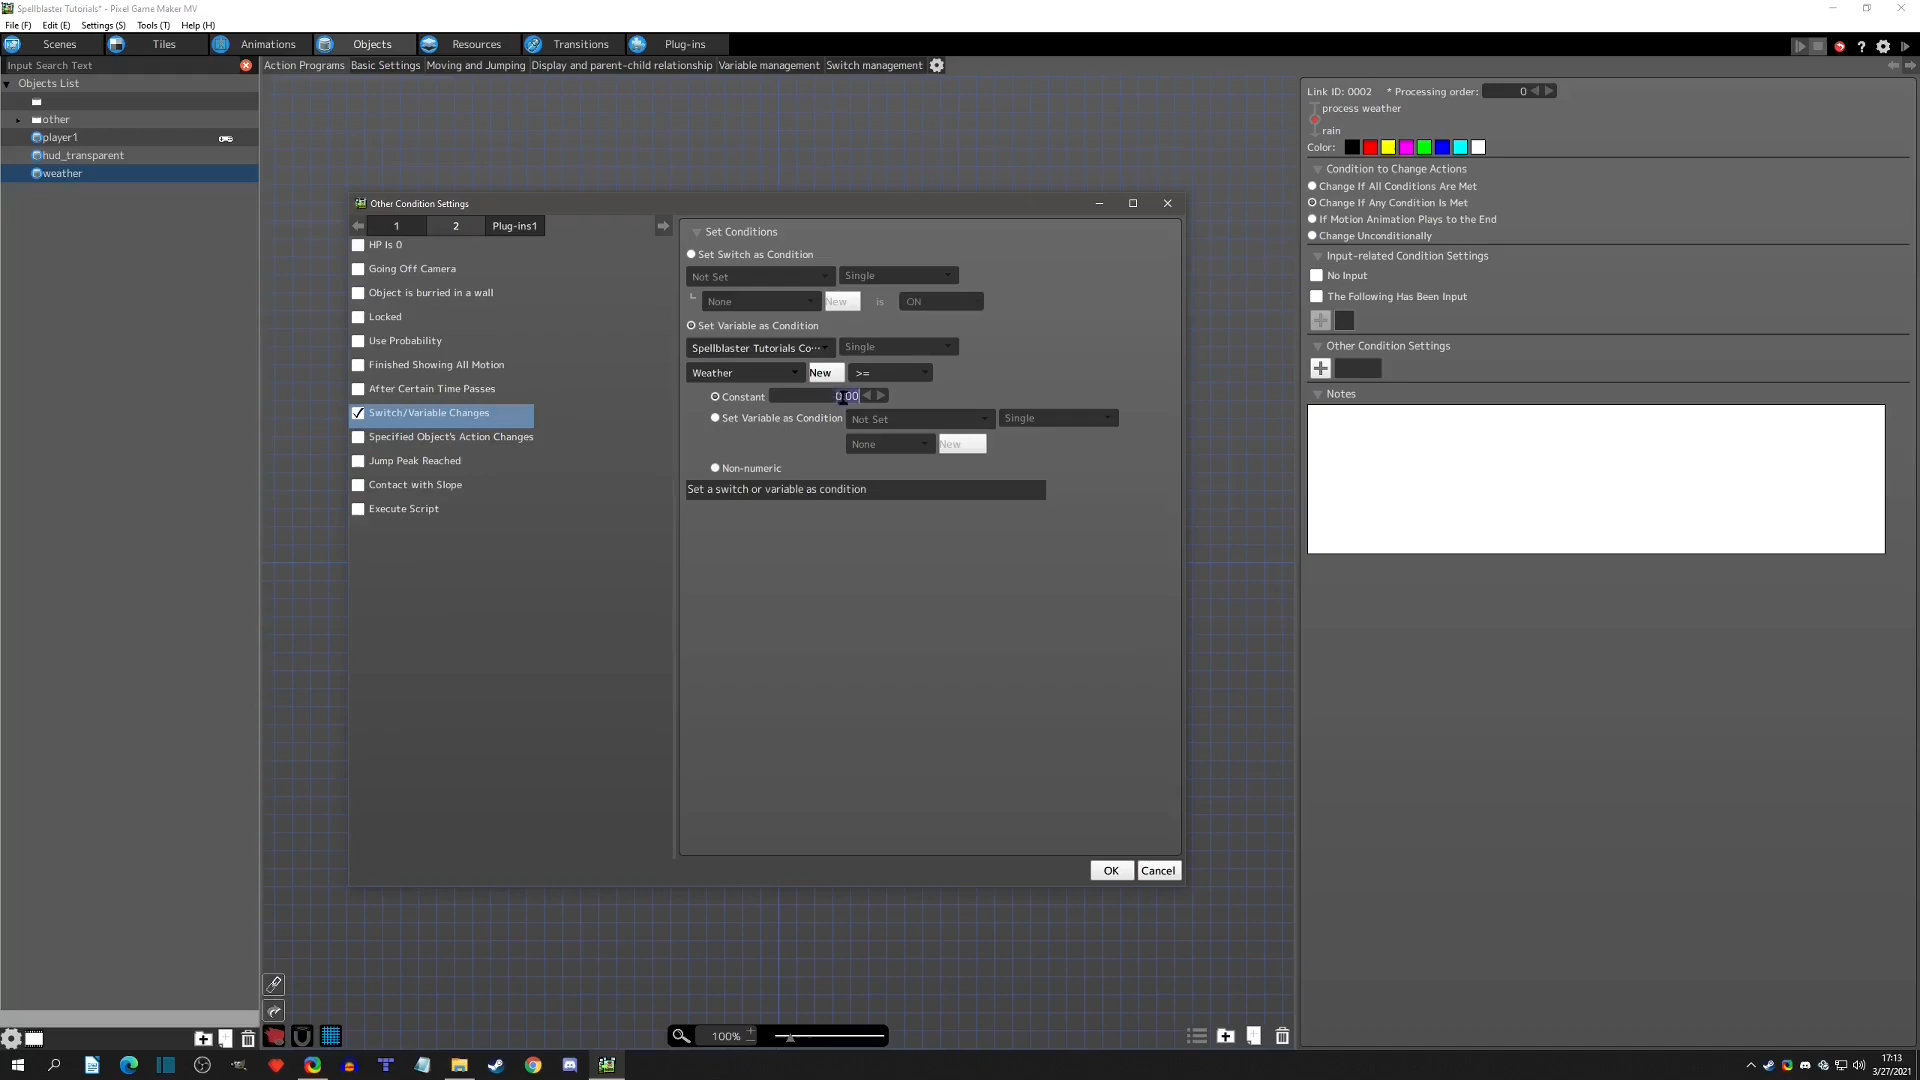 Spellblaster Tutorials* - Pixel Game Maker MV
File (F) Edit (E) Settings (S) Tools (T) Help (H)
Scenes Tiles Animations Objects Resources Transitions Plug-ins
Input Search Text
Action Programs Basic Settings Moving and Jumping Display and parent-child relationship Variable management Switch management
Objects List
other
player1
hud_transparent
weather
Other Condition Settings
1 2 Plug-ins1
HP Is 0
Going Off Camera
Object is burried in a wall
Locked
Use Probability
Finished Showing All Motion
After Certain Time Passes
Switch/Variable Changes
Specified Object's Action Changes
Jump Peak Reached
Contact with Slope
Execute Script
Set Conditions
Set Switch as Condition
Not Set Single
None New is ON
Set Variable as Condition
Spellblaster Tutorials Co··· Single
Weather New >=
Constant 0.00
Set Variable as Condition Not Set Single
None New
Non-numeric
Set a switch or variable as condition
OK Cancel
Link ID: 0002 * Processing order: 0
process weather
rain
Color:
Condition to Change Actions
Change If All Conditions Are Met
Change If Any Condition Is Met
If Motion Animation Plays to the End
Change Unconditionally
Input-related Condition Settings
No Input
The Following Has Been Input
Other Condition Settings
Notes
100%
17:13
3/27/2021